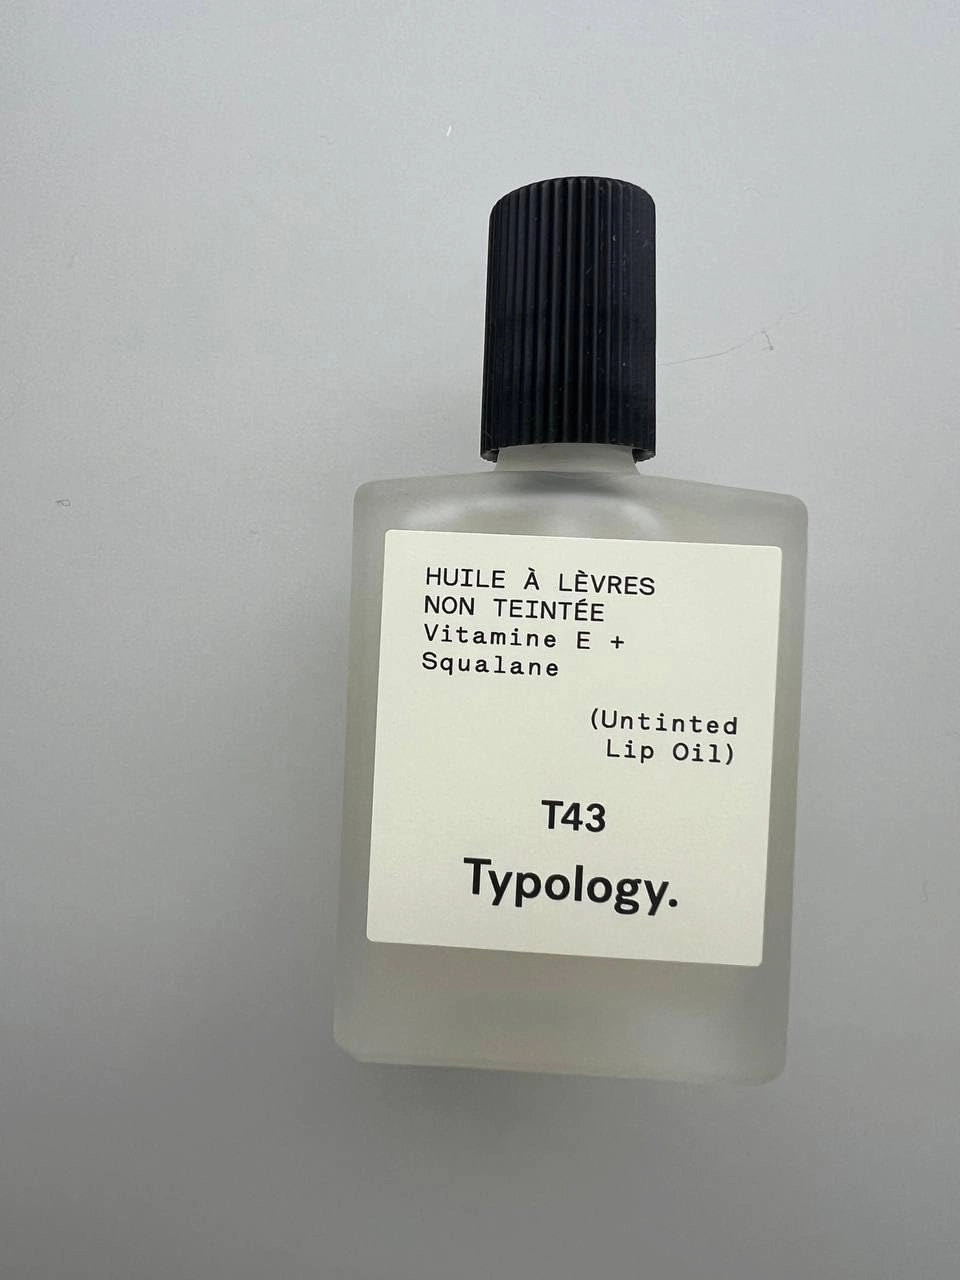 HUILE À LÈVRES
NON TEINTÉE
Vitamine E +
Squalane
(Untinted
Lip Oil)
T43
Typology.